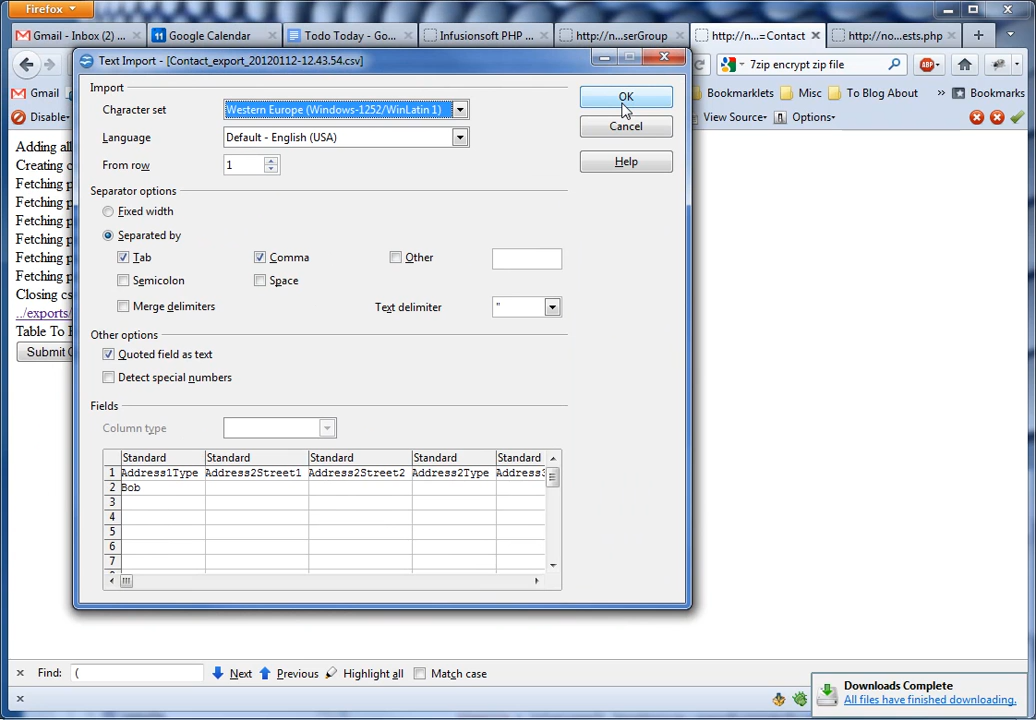 Firefox
Gmail - Inbox (2) ...
11 Google Calendar
Todo Today - Go...
Infusionsoft PHP ...
http://n...serGroup
http://n...=Contact
http://no...ests.php
7zip encrypt zip file
ABP
Gmail
Bookmarklets
Misc
To Blog About
»
Bookmarks
Disable
View Source
Options
Text Import - [Contact_export_20120112-12.43.54.csv]
Import
Character set
Western Europe (Windows-1252/WinLatin 1)
Language
Default - English (USA)
From row
1
OK
Cancel
Help
Separator options
Fixed width
Separated by
Tab
Comma
Other
Semicolon
Space
Merge delimiters
Text delimiter
"
Other options
Quoted field as text
Detect special numbers
Fields
Column type
Standard Standard Standard Standard Standard
1 Address1Type Address2Street1 Address2Street2 Address2Type Address3
2 Bob
3
4
5
6
7
Adding all
Creating c
Fetching p
Fetching p
Fetching p
Fetching p
Fetching p
Fetching p
Closing cs
../exports/
Table To E
Submit
Find: (
Next
Previous
Highlight all
Match case
Downloads Complete
All files have finished downloading.